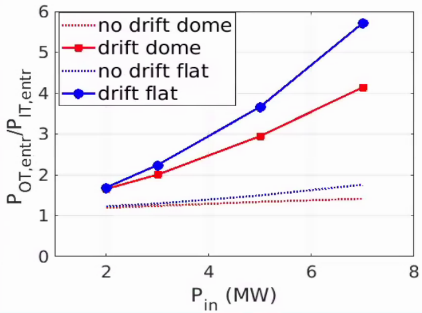 6
5
4
3
2
1
0
2
4
6
8
no drift dome
drift dome
no drift flat
drift flat
P_OT,entr/P_IT,entr
P_in (MW)